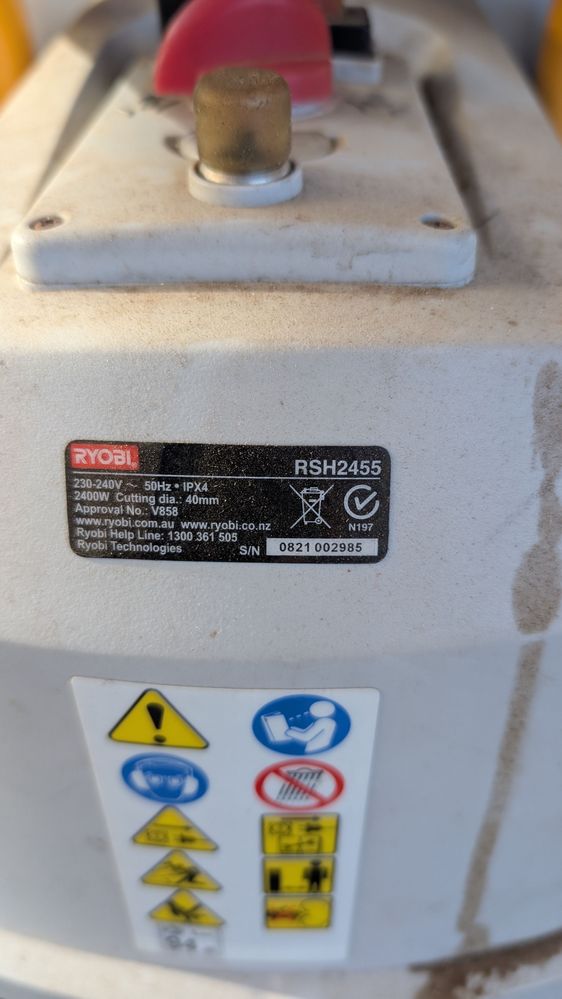 RYOBI
RSH2455
230-240V ~ 50Hz • IPX4
2400W Cutting dia.: 40mm
Approval No.: V858
www.ryobi.com.au www.ryobi.co.nz
Ryobi Help Line: 1300 361 505
Ryobi Technologies
N197
S/N 0821 002985